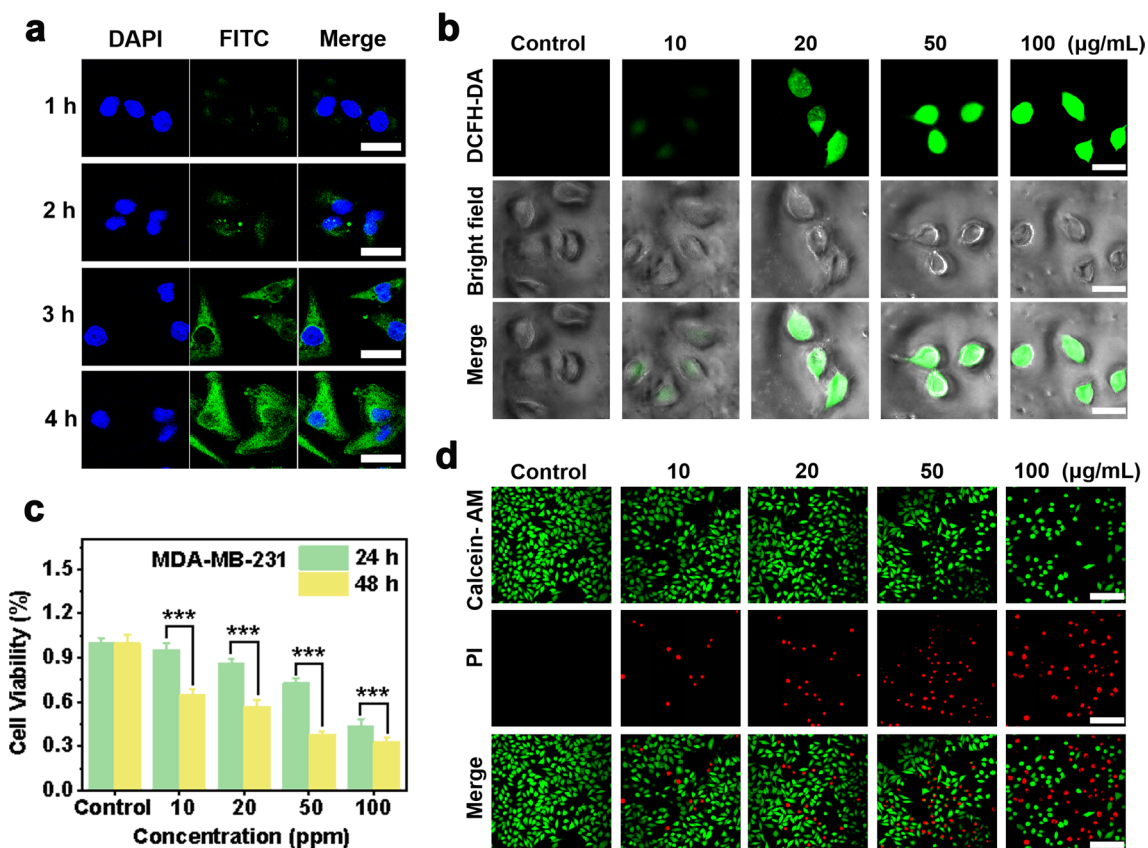 a
DAPI FITC Merge
1 h
2 h
3 h
4 h
b
Control 10 20 50 100 (μg/mL)
DCFH-DA
Bright field
Merge
c
MDA-MB-231
24 h
48 h
Cell Viability (%)
1.5
1.2
0.9
0.6
0.3
0.0
*** *** *** ***
Control 10 20 50 100
Concentration (ppm)
d
Control 10 20 50 100 (μg/mL)
Calcein- AM
PI
Merge